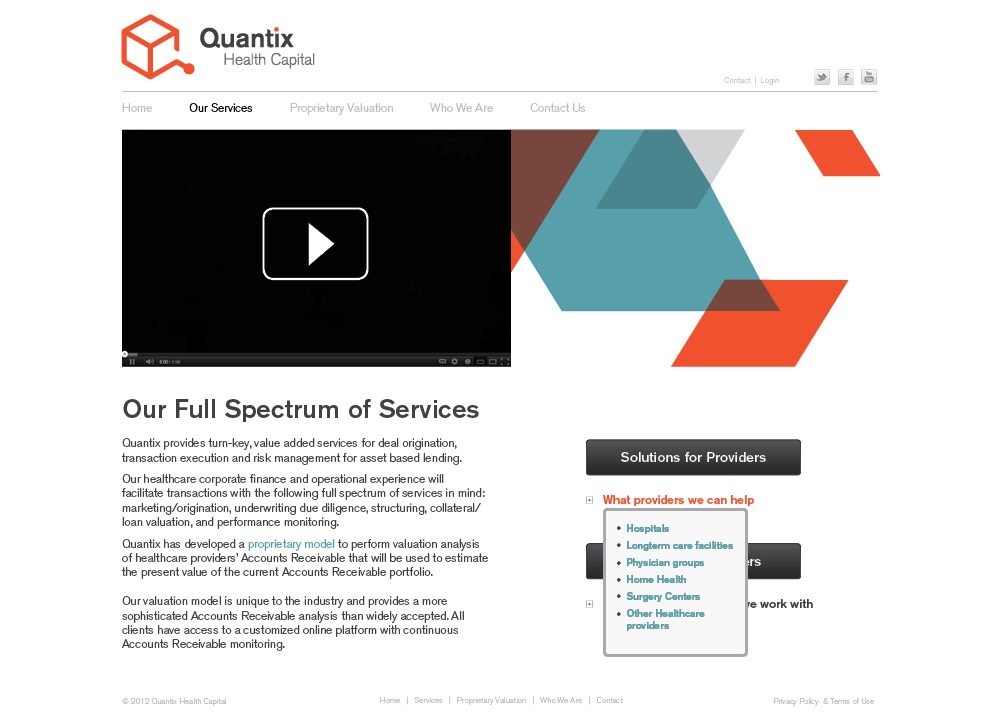 Quantix
Health Capital
Contact | Login
Home Our Services Proprietary Valuation Who We Are Contact Us
Our Full Spectrum of Services
Quantix provides turn-key, value added services for deal origination,
transaction execution and risk management for asset based lending.
Our healthcare corporate finance and operational experience will
facilitate transactions with the following full spectrum of services in mind:
marketing/origination, underwriting due diligence, structuring, collateral/
loan valuation, and performance monitoring.
Quantix has developed a proprietary model to perform valuation analysis
of healthcare providers' Accounts Receivable that will be used to estimate
the present value of the current Accounts Receivable portfolio.
Our valuation model is unique to the industry and provides a more
sophisticated Accounts Receivable analysis than widely accepted. All
clients have access to a customized online platform with continuous
Accounts Receivable monitoring.
Solutions for Providers
What providers we can help
Hospitals
Longterm care facilities
Physician groups
Home Health
Surgery Centers
Other Healthcare
providers
we work with
© 2012 Quantix Health Capital
Home | Services | Proprietary Valuation | Who We Are | Contact
Privacy Policy & Terms of Use